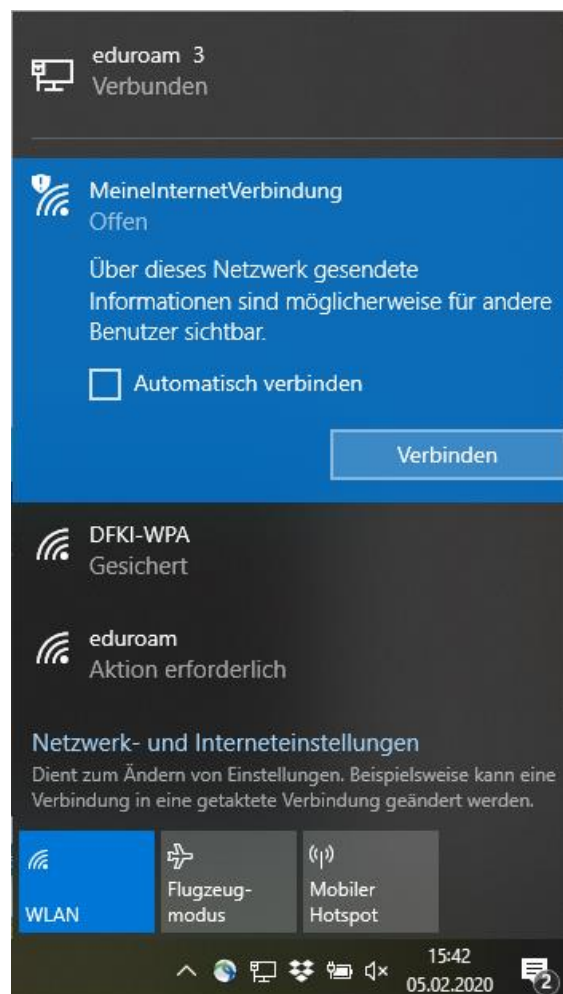 eduroam 3
Verbunden
MeineInternetVerbindung
Offen
Über dieses Netzwerk gesendete
Informationen sind möglicherweise für andere
Benutzer sichtbar.
Automatisch verbinden
Verbinden
DFKI-WPA
Gesichert
eduroam
Aktion erforderlich
Netzwerk- und Interneteinstellungen
Dient zum Ändern von Einstellungen. Beispielsweise kann eine
Verbindung in eine getaktete Verbindung geändert werden.
WLAN
Flugzeug-
modus
Mobiler
Hotspot
15:42
05.02.2020
2